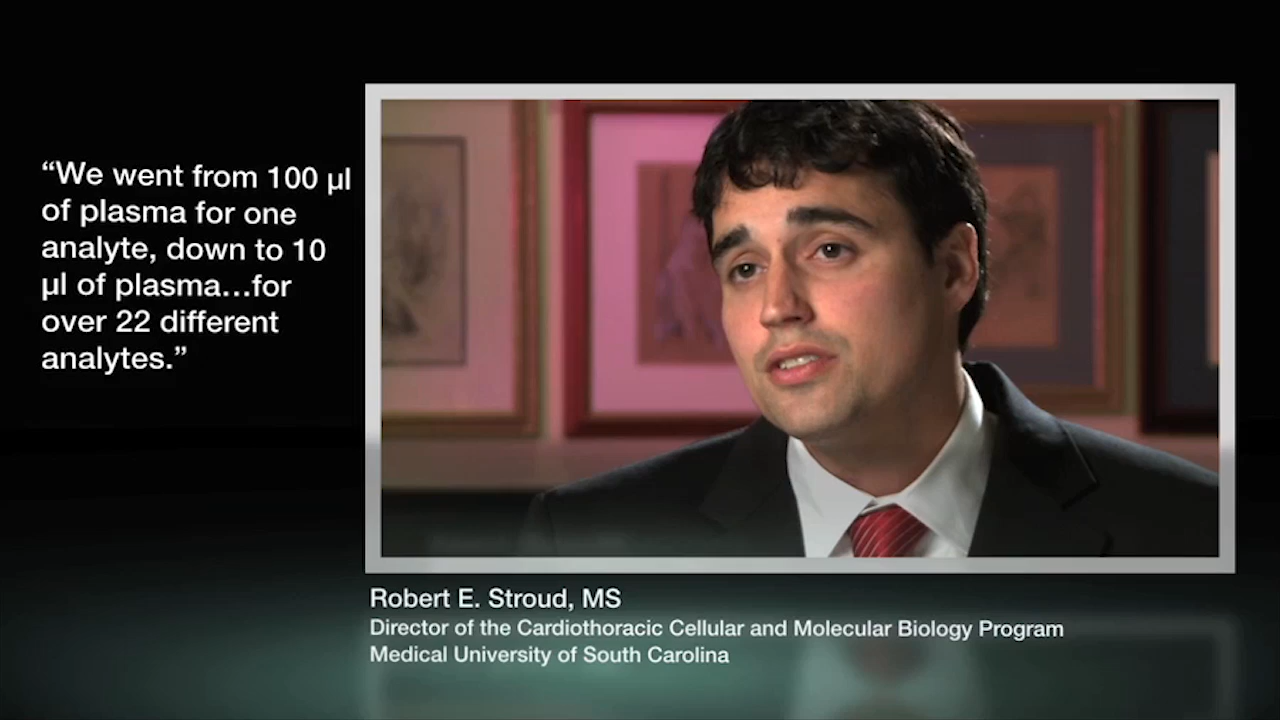 “We went from 100 µl
of plasma for one
analyte, down to 10
µl of plasma…for
over 22 different
analytes.”
Robert E. Stroud, MS
Director of the Cardiothoracic Cellular and Molecular Biology Program
Medical University of South Carolina